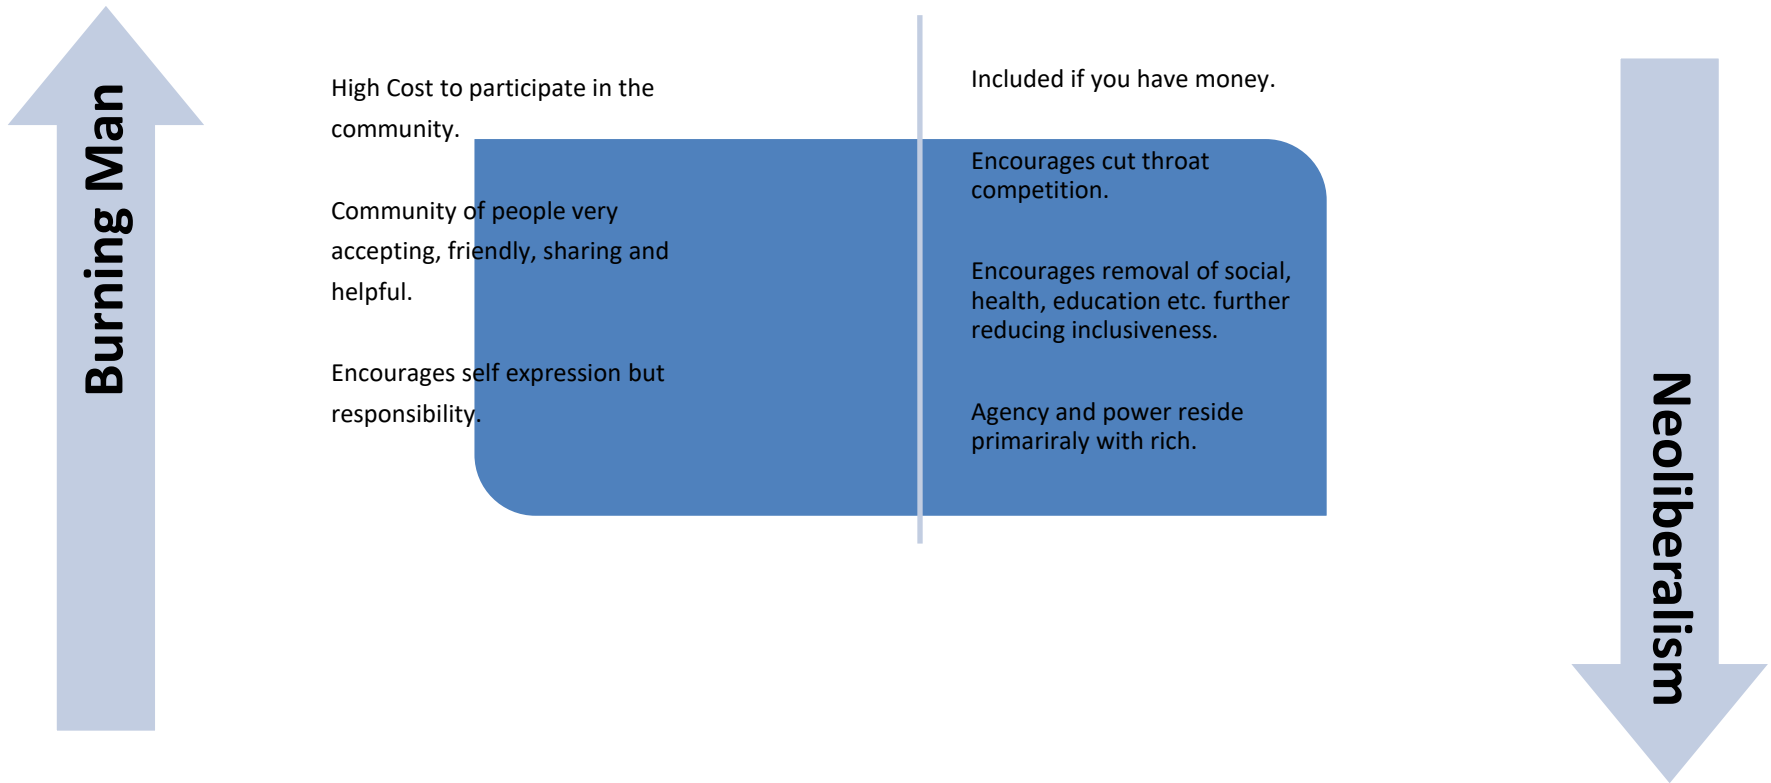 Burning Man
High Cost to participate in the
community.
Community of people very
accepting, friendly, sharing and
helpful.
Encourages self expression but
responsibility.
Included if you have money.
Encourages cut throat
competition.
Encourages removal of social,
health, education etc. further
reducing inclusiveness.
Agency and power reside
primariraly with rich.
Neoliberalism